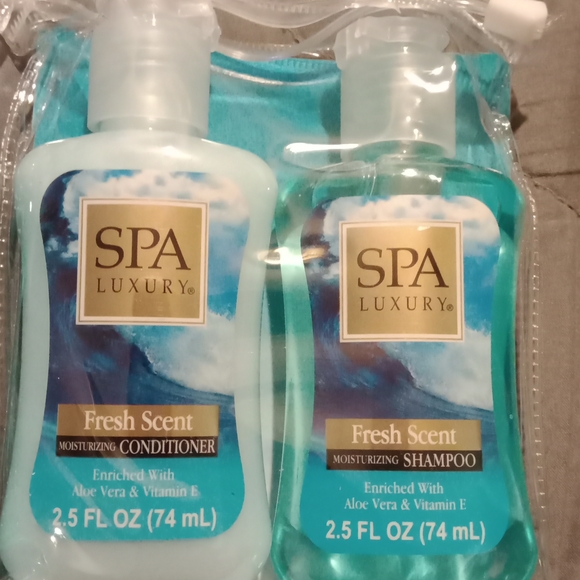 SPA
LUXURY®
Fresh Scent
MOISTURIZING CONDITIONER
Enriched With
Aloe Vera & Vitamin E
2.5 FL OZ (74 mL)
SPA
LUXURY®
Fresh Scent
MOISTURIZING SHAMPOO
Enriched With
Aloe Vera & Vitamin E
2.5 FL OZ (74 mL)